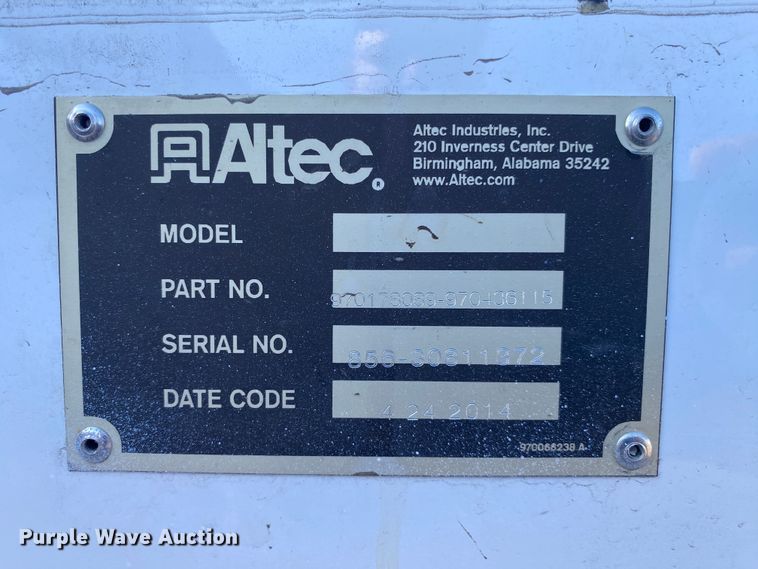 Altec®
Altec Industries, Inc.
210 Inverness Center Drive
Birmingham, Alabama 35242
www.Altec.com
MODEL
PART NO.
SERIAL NO.
DATE CODE 4 24 2014
970066238 A
Purple Wave Auction